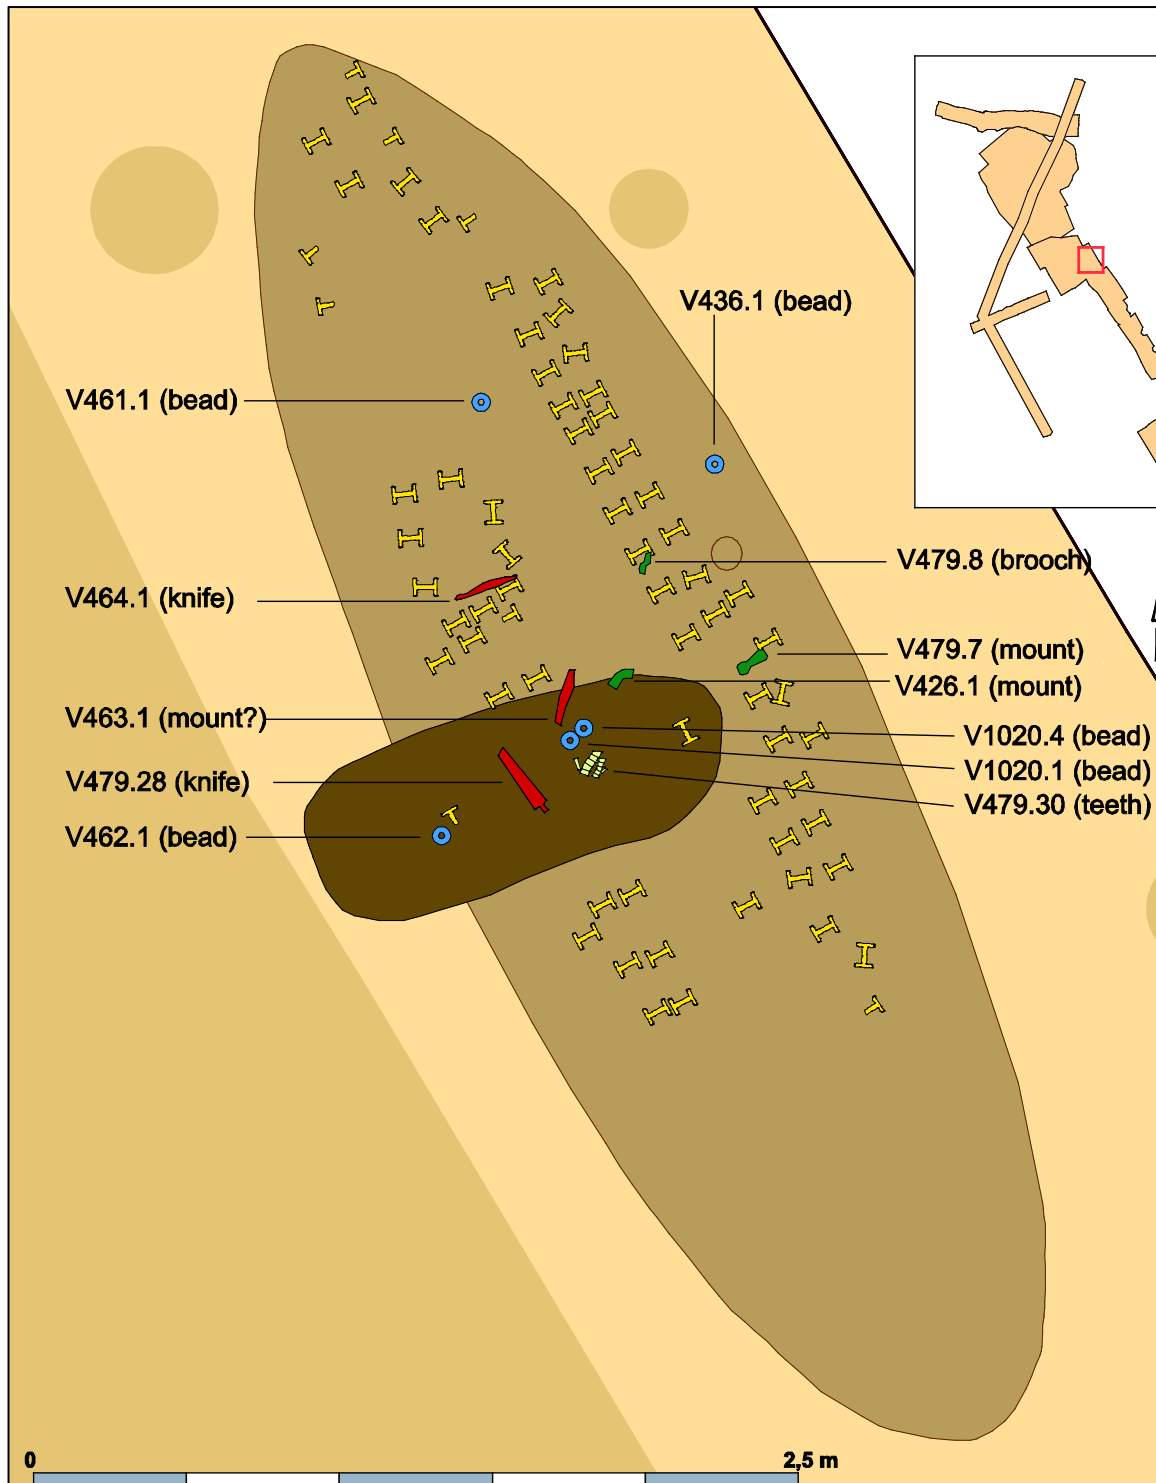 V436.1 (bead)
V461.1 (bead)
V479.8 (brooch)
V464.1 (knife)
V479.7 (mount)
V426.1 (mount)
V463.1 (mount?)
V1020.4 (bead)
V1020.1 (bead)
V479.28 (knife)
V479.30 (teeth)
V462.1 (bead)
0 2,5 m